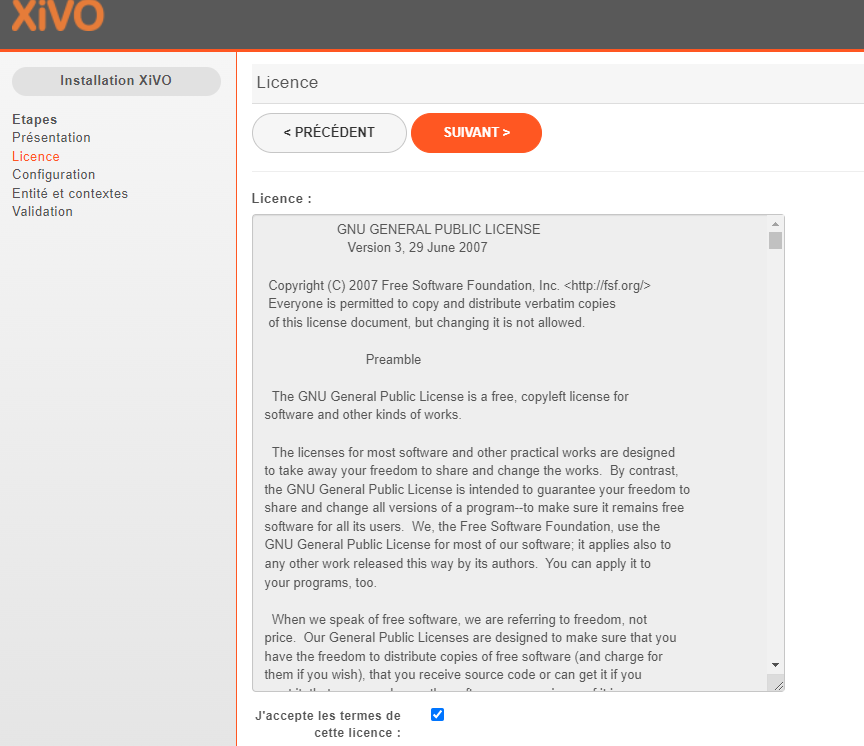 XiVO
Installation XiVO
Etapes
Présentation
Licence
Configuration
Entité et contextes
Validation
Licence
< PRÉCÉDENT
SUIVANT >
Licence :
GNU GENERAL PUBLIC LICENSE
Version 3, 29 June 2007
Copyright (C) 2007 Free Software Foundation, Inc. <http://fsf.org/>
Everyone is permitted to copy and distribute verbatim copies
of this license document, but changing it is not allowed.
Preamble
The GNU General Public License is a free, copyleft license for
software and other kinds of works.
The licenses for most software and other practical works are designed
to take away your freedom to share and change the works.  By contrast,
the GNU General Public License is intended to guarantee your freedom to
share and change all versions of a program--to make sure it remains free
software for all its users.  We, the Free Software Foundation, use the
GNU General Public License for most of our software; it applies also to
any other work released this way by its authors.  You can apply it to
your programs, too.
When we speak of free software, we are referring to freedom, not
price.  Our General Public Licenses are designed to make sure that you
have the freedom to distribute copies of free software (and charge for
them if you wish), that you receive source code or can get it if you
J'accepte les termes de
cette licence :